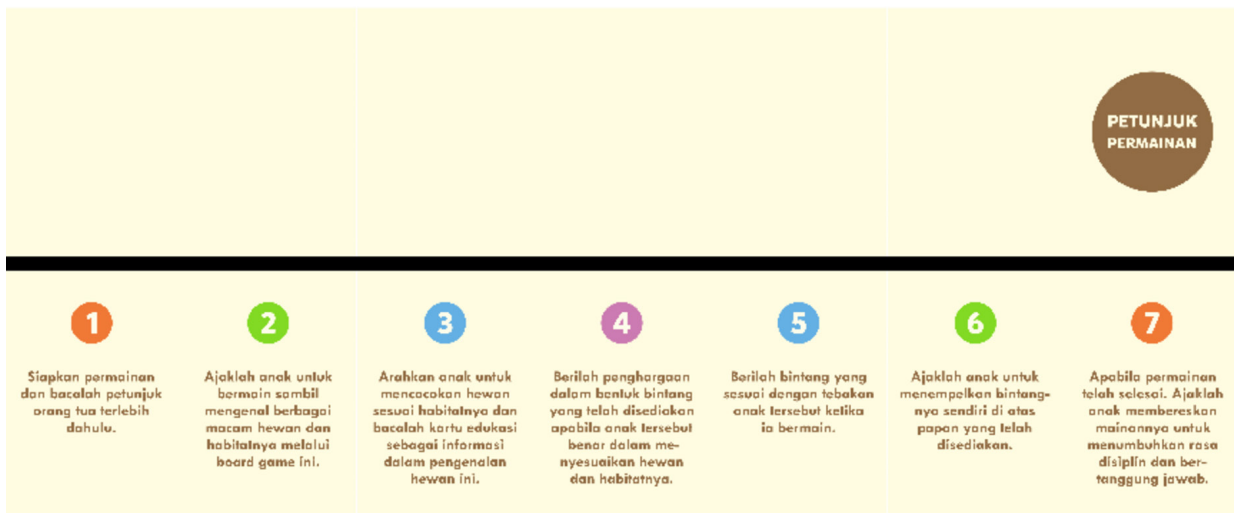 PETUNJUK
PERMAINAN
1
Siapkan permainan
dan bacalah petunjuk
orang tua terlebih
dahulu.
2
Ajaklah anak untuk
bermain sambil
mengenal berbagai
macam hewan dan
habitatnya melalui
board game ini.
3
Arahkan anak untuk
mencocokan hewan
sesuai habitatnya dan
bacalah kartu edukasi
sebagai informasi
dalam pengenalan
hewan ini.
4
Berilah penghargaan
dalam bentuk bintang
yang telah disediakan
apabila anak tersebut
benar dalam me-
nyesuaikan hewan
dan habitatnya.
5
Berilah bintang yang
sesuai dengan tebakan
anak tersebut ketika
ia bermain.
6
Ajaklah anak untuk
menempelkan bintang-
nya sendiri di atas
papan yang telah
disediakan.
7
Apabila permainan
telah selesai. Ajaklah
anak membereskan
mainannya untuk
menumbuhkan rasa
disiplin dan ber-
tanggung jawab.